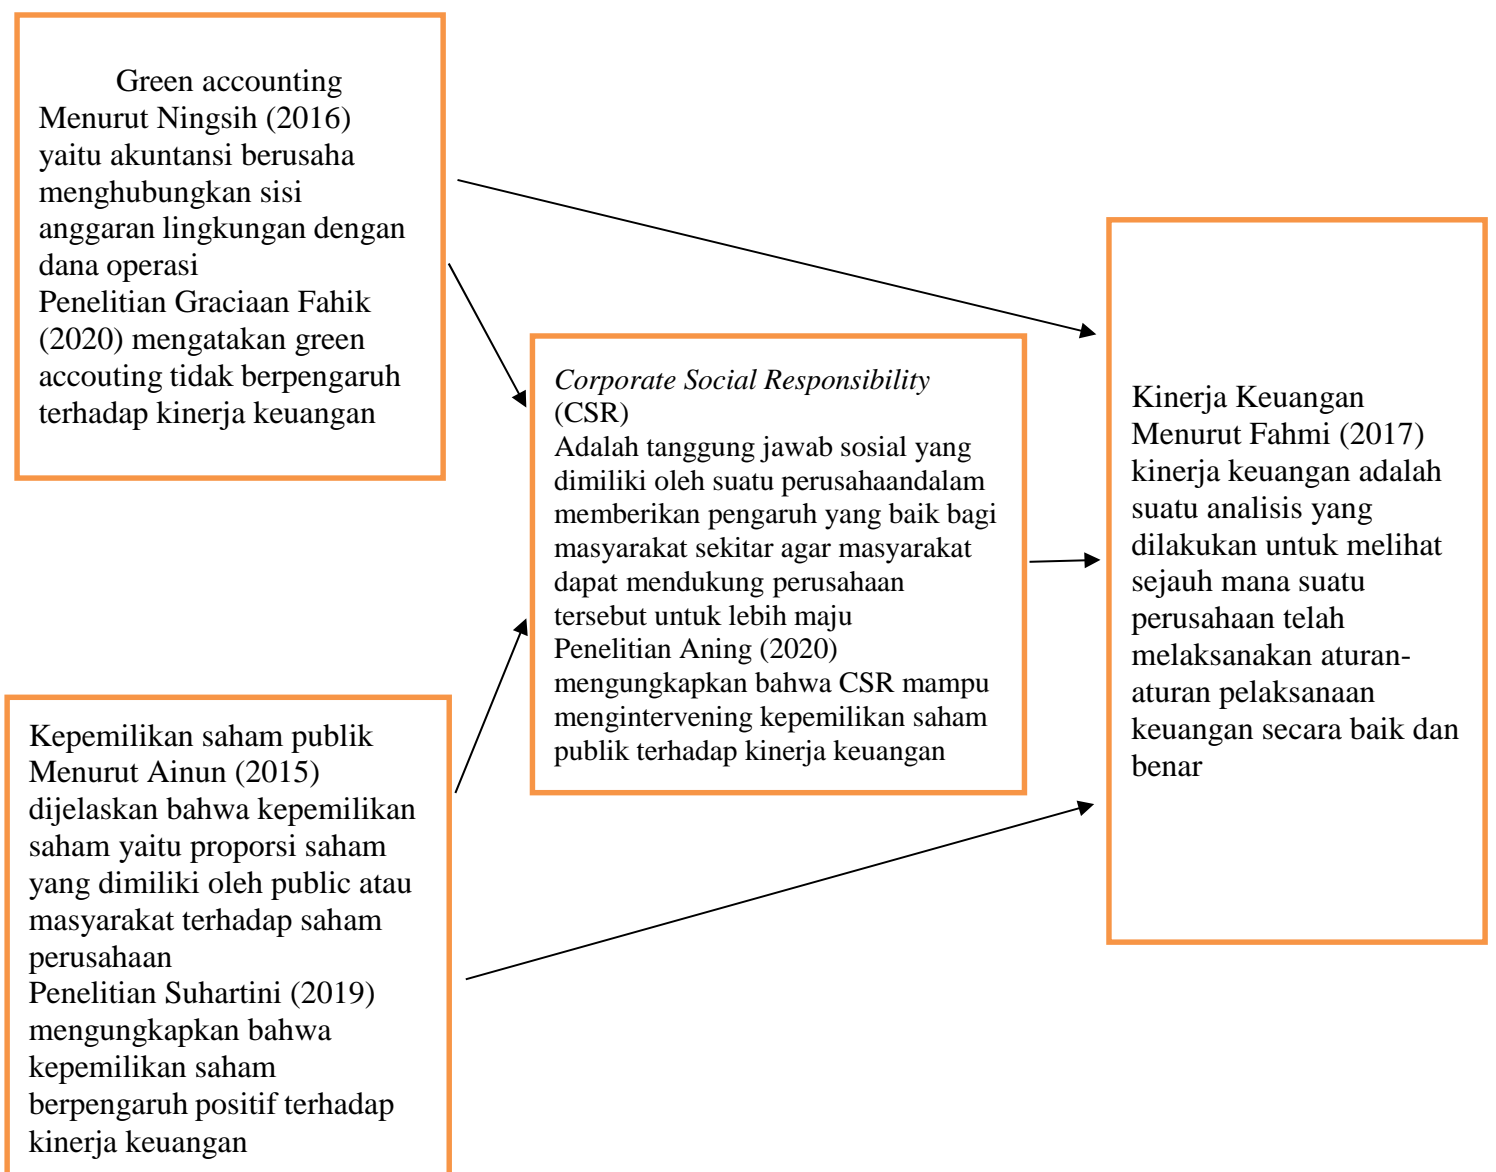 Green accounting
Menurut Ningsih (2016)
yaitu akuntansi berusaha
menghubungkan sisi
anggaran lingkungan dengan
dana operasi
Penelitian Graciaan Fahik
(2020) mengatakan green
accouting tidak berpengaruh
terhadap kinerja keuangan
Corporate Social Responsibility
(CSR)
Adalah tanggung jawab sosial yang
dimiliki oleh suatu perusahaandalam
memberikan pengaruh yang baik bagi
masyarakat sekitar agar masyarakat
dapat mendukung perusahaan
tersebut untuk lebih maju
Penelitian Aning (2020)
mengungkapkan bahwa CSR mampu
mengintervening kepemilikan saham
publik terhadap kinerja keuangan
Kinerja Keuangan
Menurut Fahmi (2017)
kinerja keuangan adalah
suatu analisis yang
dilakukan untuk melihat
sejauh mana suatu
perusahaan telah
melaksanakan aturan-
aturan pelaksanaan
keuangan secara baik dan
benar
Kepemilikan saham publik
Menurut Ainun (2015)
dijelaskan bahwa kepemilikan
saham yaitu proporsi saham
yang dimiliki oleh public atau
masyarakat terhadap saham
perusahaan
Penelitian Suhartini (2019)
mengungkapkan bahwa
kepemilikan saham
berpengaruh positif terhadap
kinerja keuangan